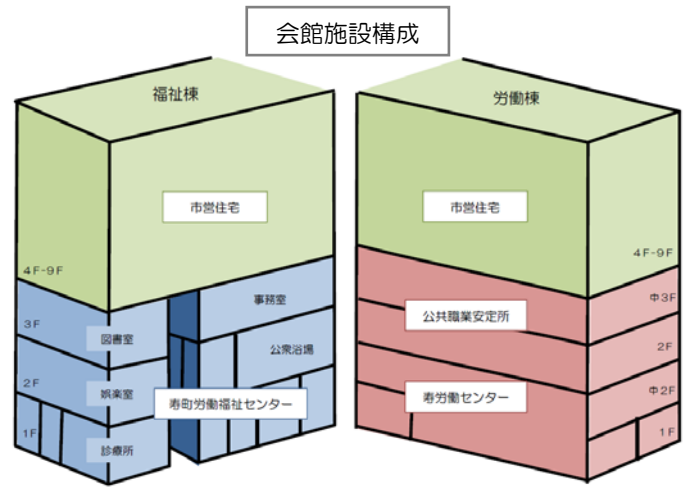 会館施設構成
福祉棟
市営住宅
4F-9F
3F
図書室
事務室
公衆浴場
2F
娯楽室
寿町労働福祉センター
1F
診療所
労働棟
市営住宅
4F-9F
中3F
公共職業安定所
2F
中2F
寿労働センター
1F